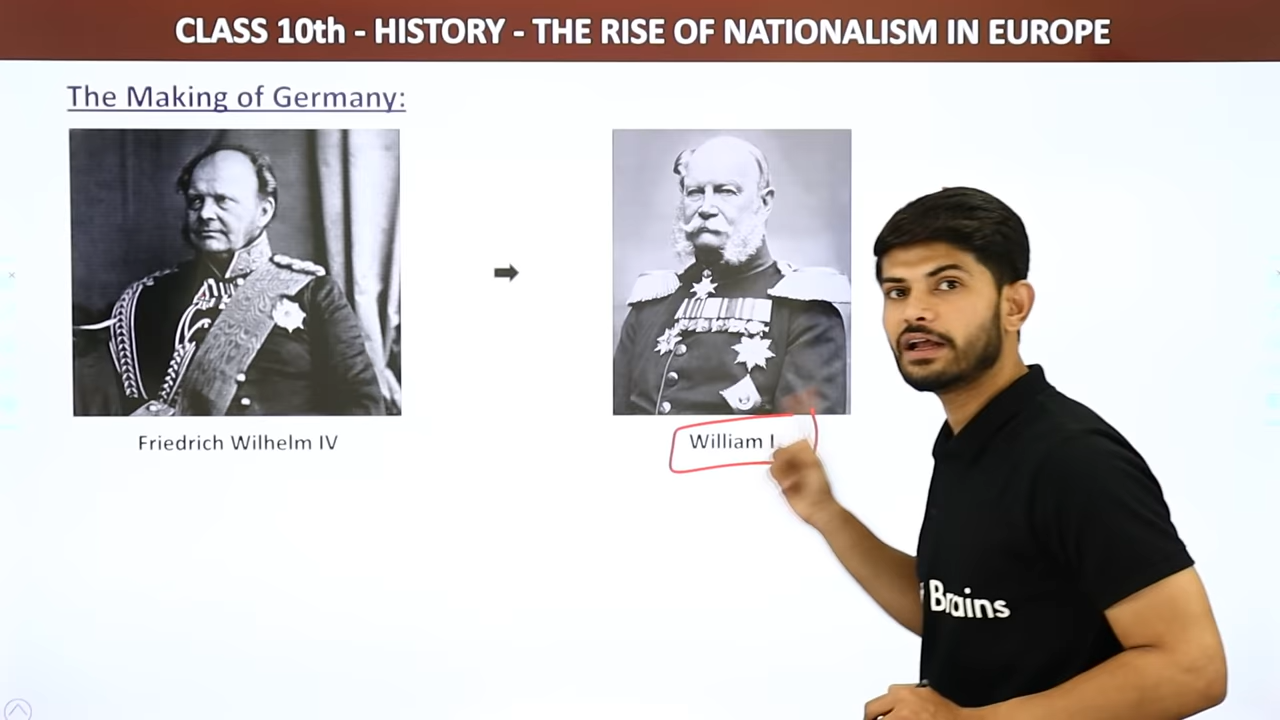 CLASS 10th - HISTORY - THE RISE OF NATIONALISM IN EUROPE
The Making of Germany:
Friedrich Wilhelm IV
William I
Brains